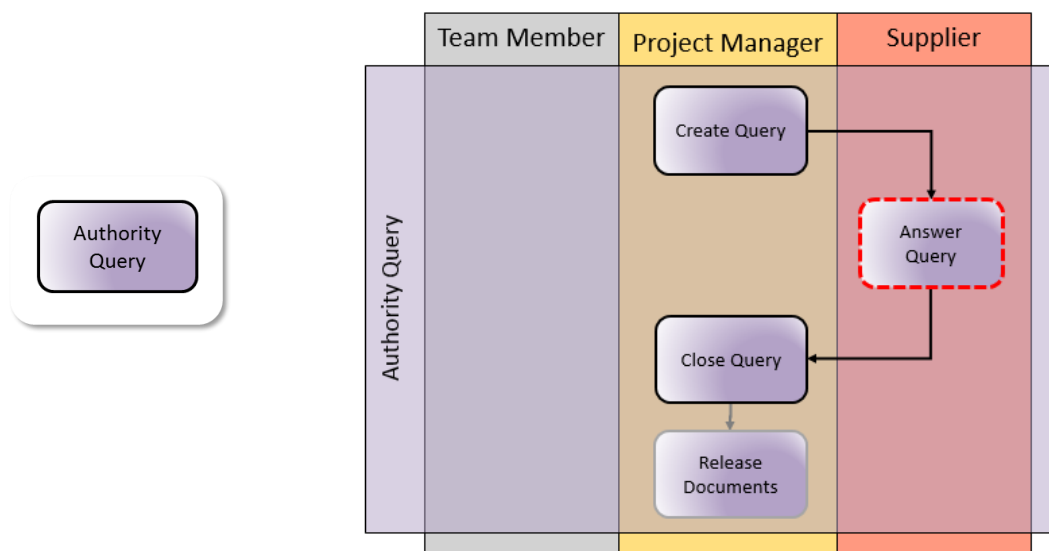 Team Member
Project Manager
Supplier
Authority Query
Create Query
Answer
Query
Close Query
Release
Documents
Authority
Query